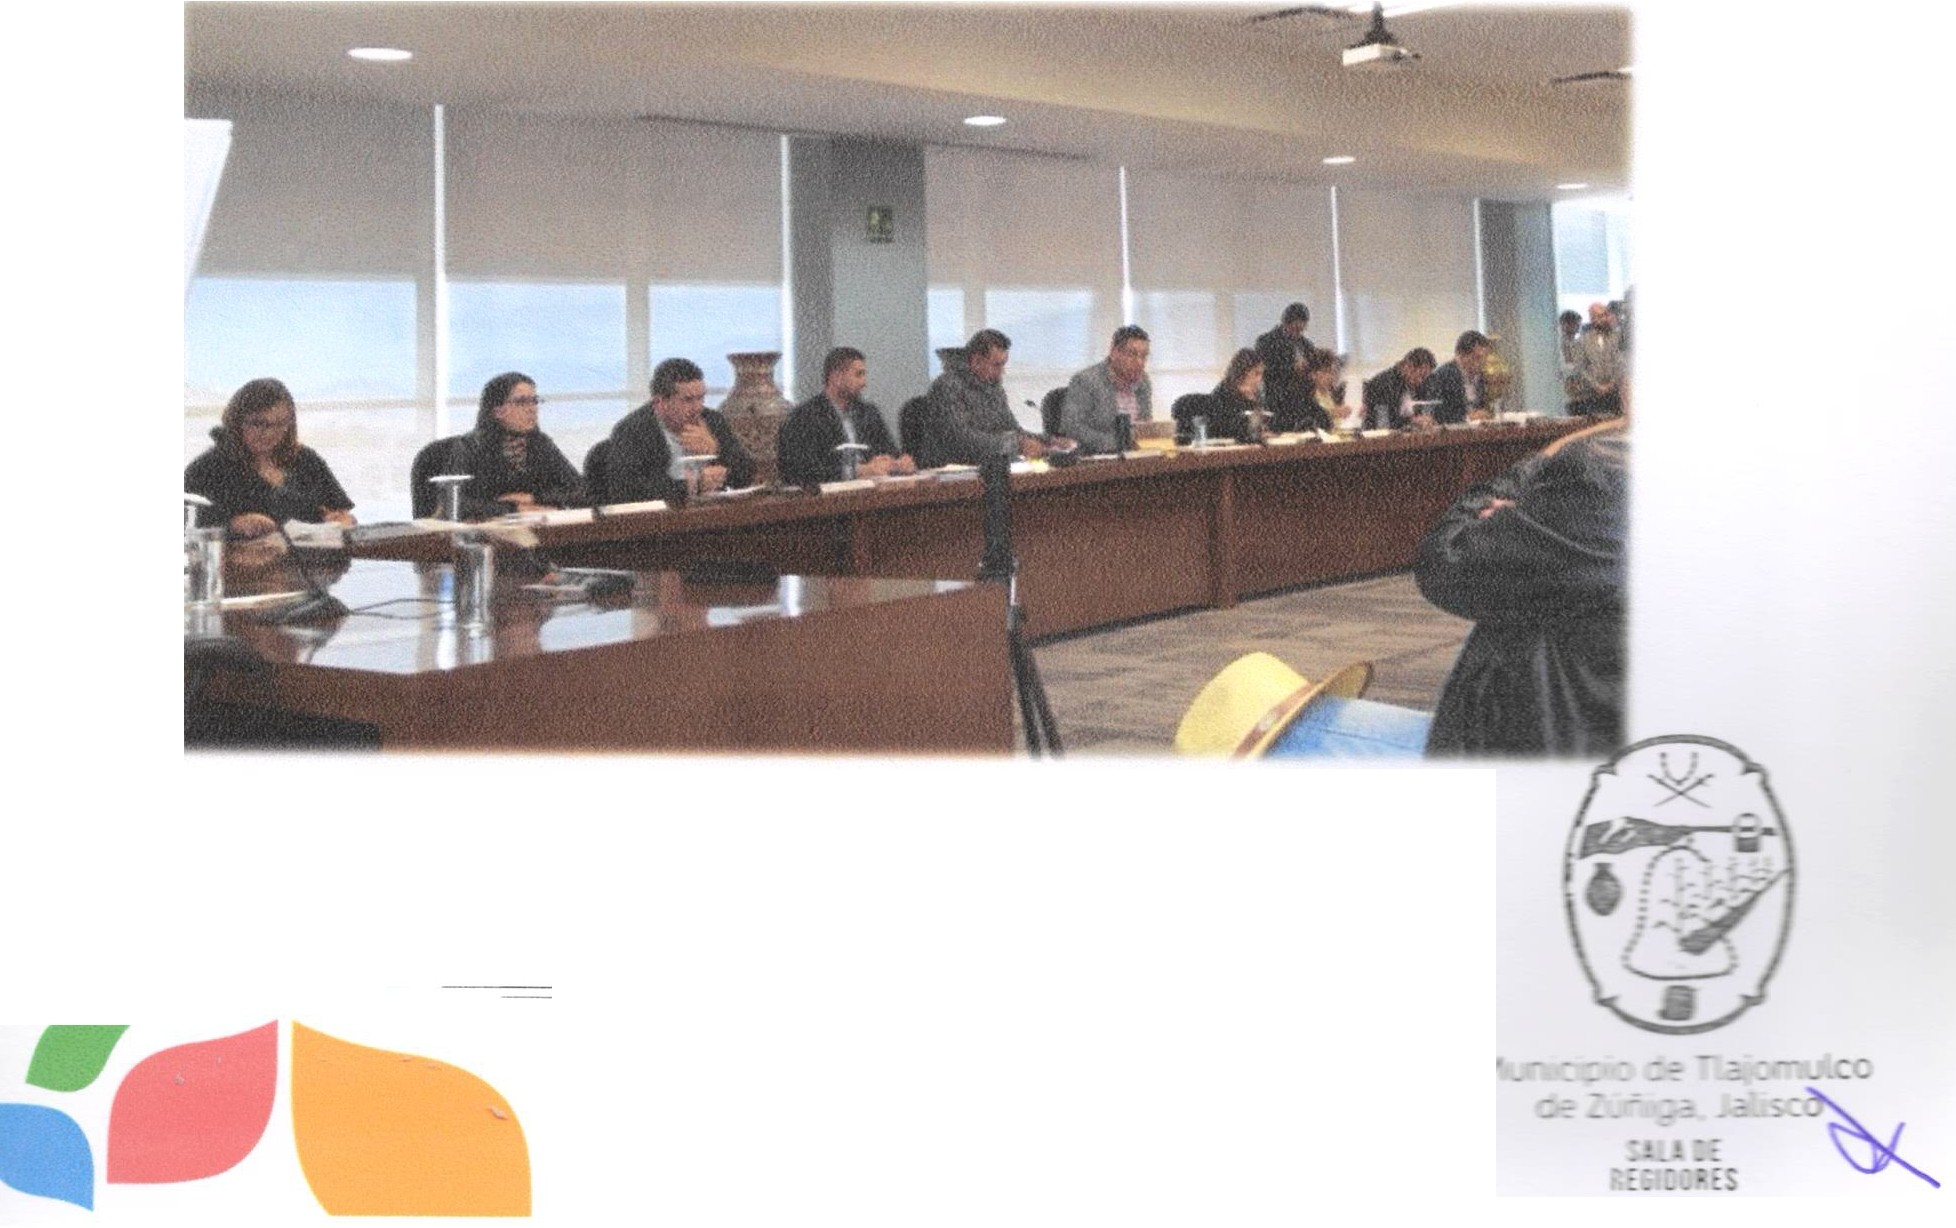 Municipio de Tlajomulco
de Zúñiga, Jalisco
SALA DE
REGIDORES